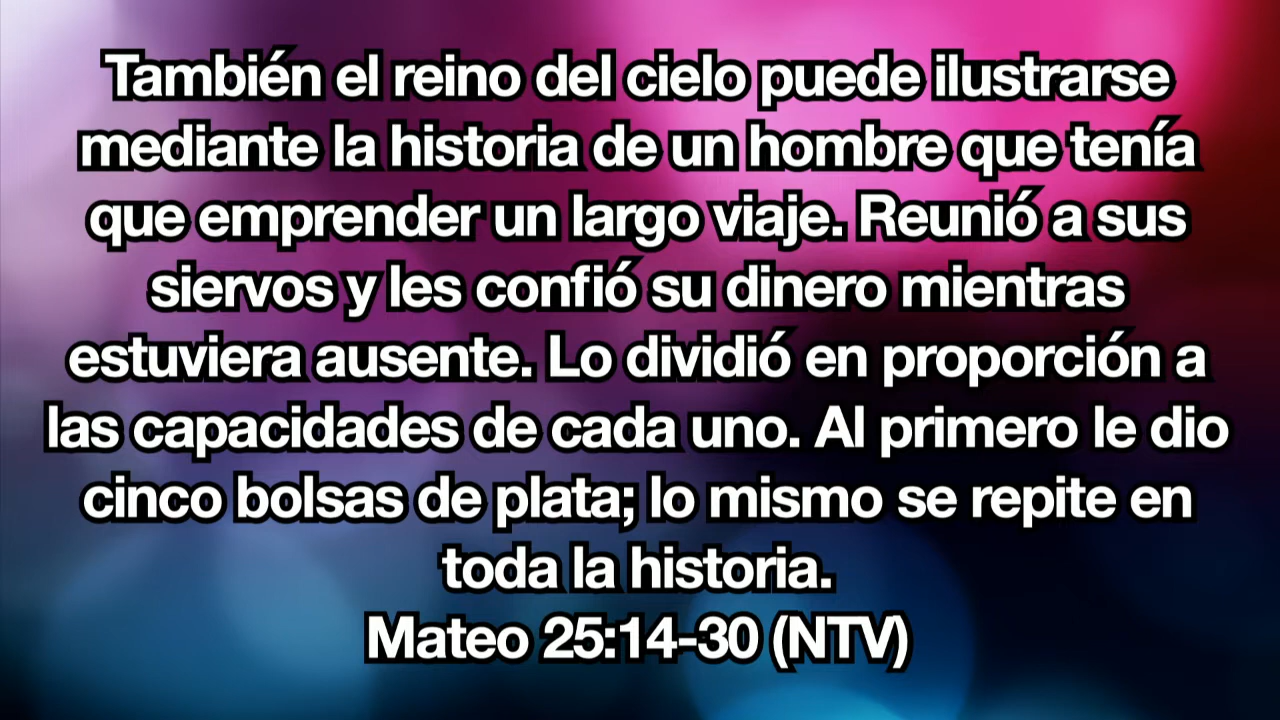 También el reino del cielo puede ilustrarse
mediante la historia de un hombre que tenía
que emprender un largo viaje. Reunió a sus
siervos y les confió su dinero mientras
estuviera ausente. Lo dividió en proporción a
las capacidades de cada uno. Al primero le dio
cinco bolsas de plata; lo mismo se repite en
toda la historia.
Mateo 25:14-30 (NTV)